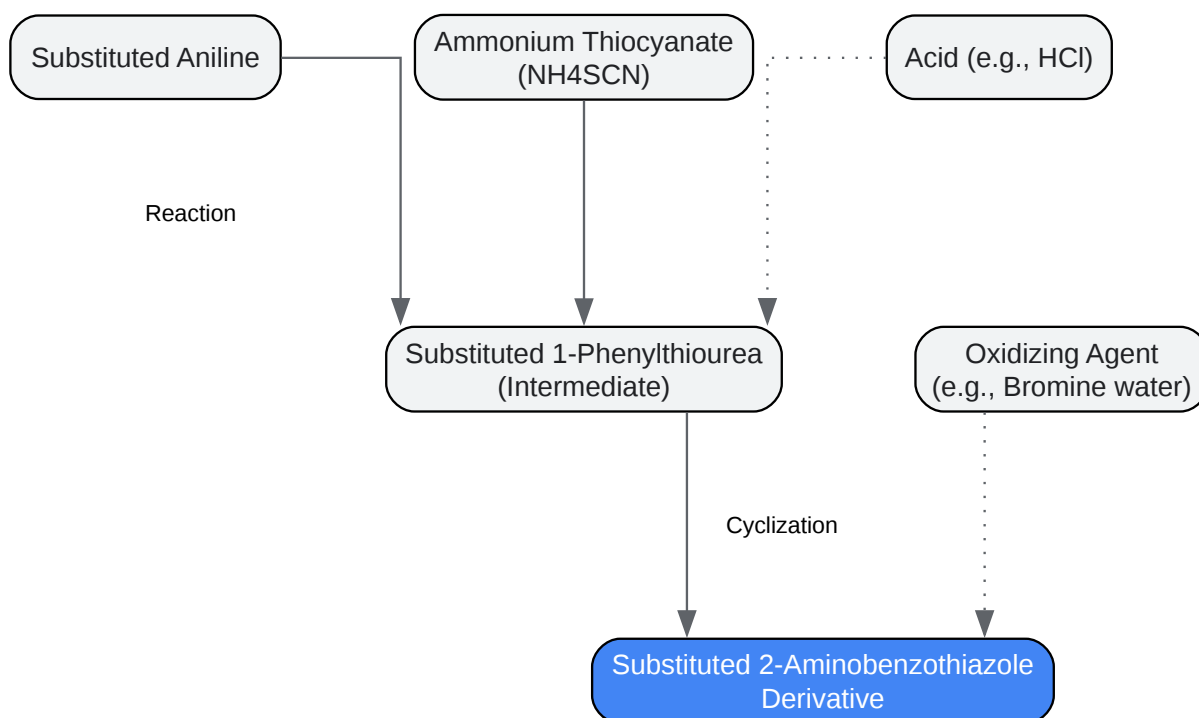 Substituted Aniline
Ammonium Thiocyanate
(NH4SCN)
Acid (e.g., HCl)
Reaction
Substituted 1-Phenylthiourea
(Intermediate)
Oxidizing Agent
(e.g., Bromine water)
Cyclization
Substituted 2-Aminobenzothiazole
Derivative